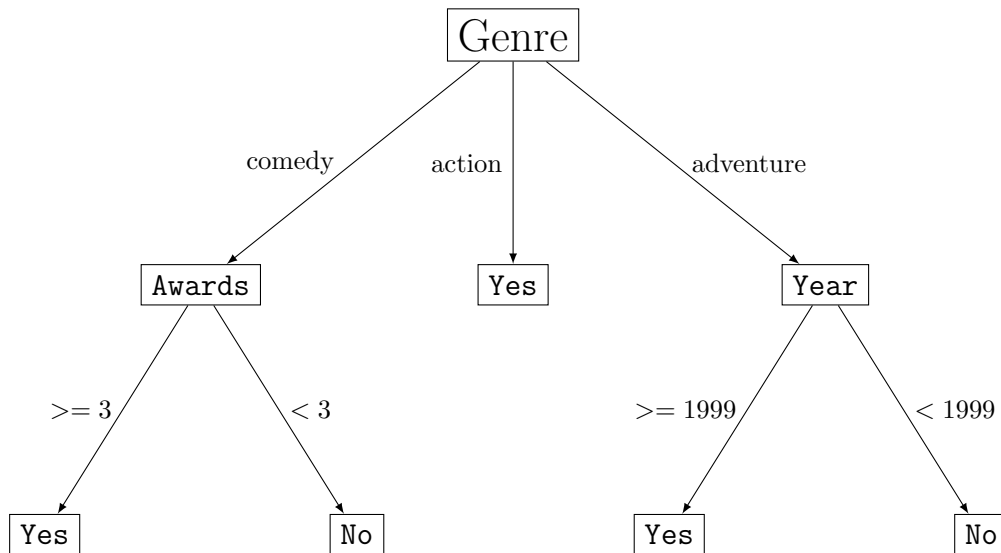 Genre
comedy
action
adventure
Awards
Yes
Year
>= 3
< 3
>= 1999
< 1999
Yes
No
Yes
No